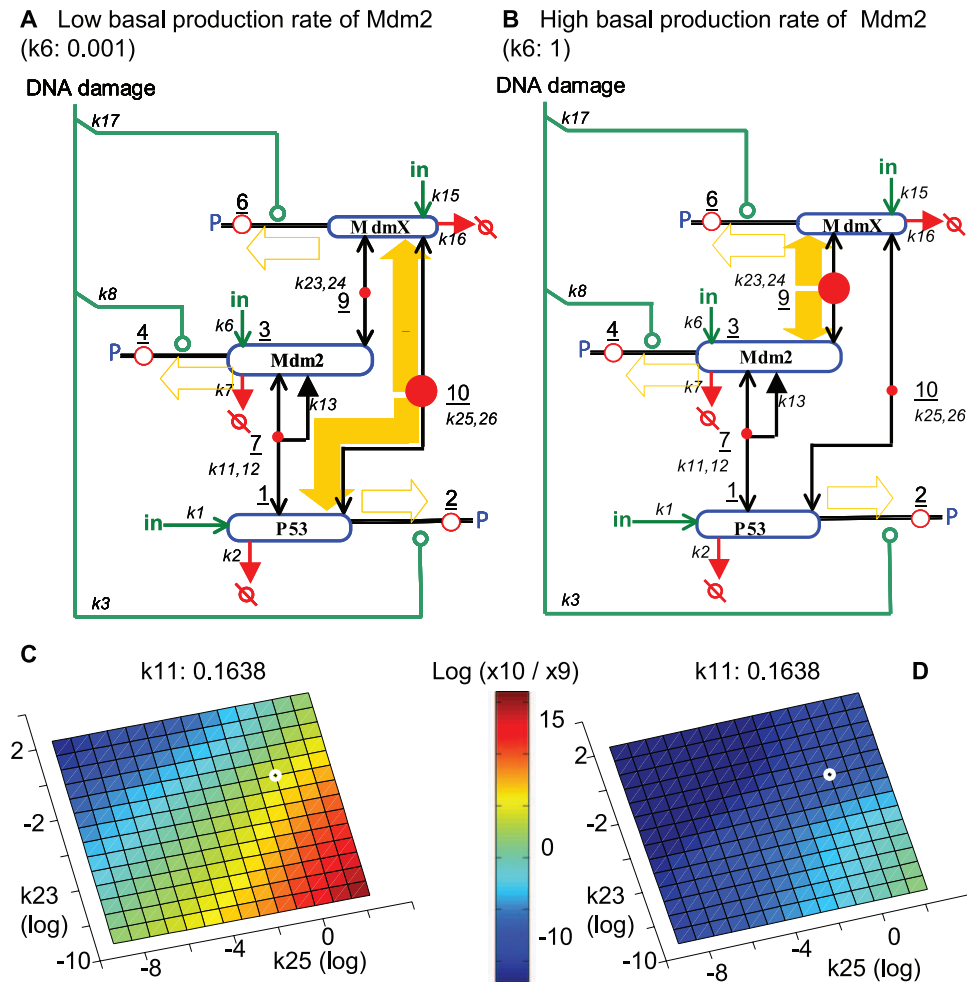 A Low basal production rate of Mdm2
(k6: 0.001)
DNA damage
k17
in
k15
6
P
MdmX
k16
k8
k23,24
9
in
k6
3
4
P
Mdm2
k7
k13
10
k25,26
7
k11,12
1
2
in
k1
P53
P
k2
k3
B High basal production rate of Mdm2
(k6: 1)
DNA damage
k17
in
k15
6
P
MdmX
k16
k8
k23,24
9
in
k6
3
4
P
Mdm2
k7
k13
10
k25,26
7
k11,12
1
2
in
k1
P53
P
k2
k3
C
k11: 0.1638
2
-2
k23
(log)
-10
-8
-4
0
k25 (log)
Log (x10 / x9)
15
0
-10
D
k11: 0.1638
2
-2
k23
(log)
-10
-8
-4
0
k25 (log)